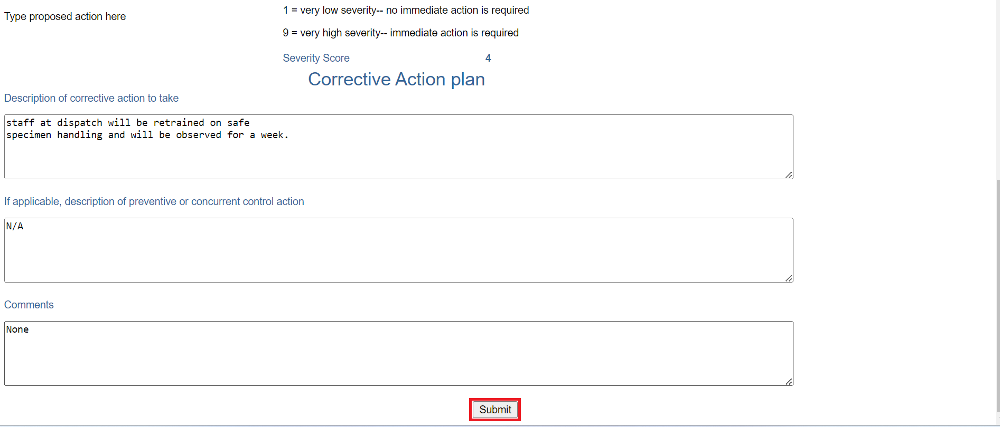 Type proposed action here
1 = very low severity-- no immediate action is required
9 = very high severity-- immediate action is required
Severity Score 4
Corrective Action plan
Description of corrective action to take
staff at dispatch will be retrained on safe
specimen handling and will be observed for a week.
If applicable, description of preventive or concurrent control action
N/A
Comments
None
Submit